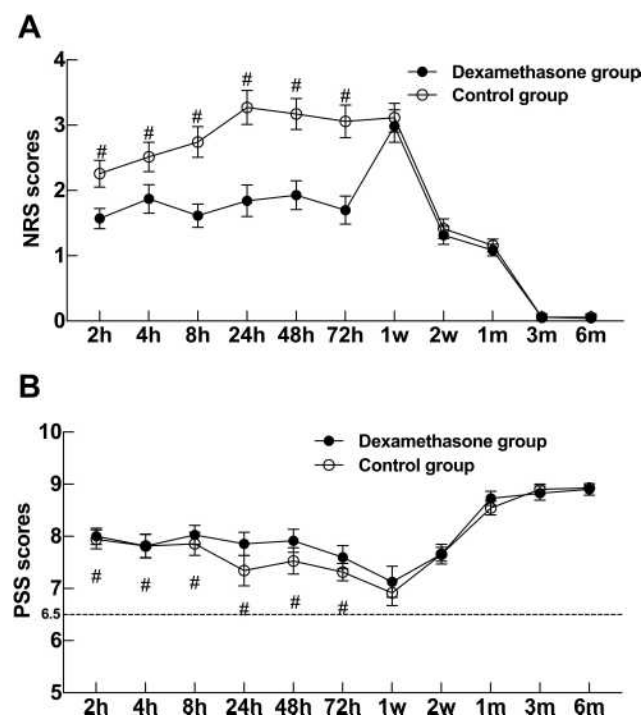 A
4
Dexamethasone group
Control group
# # # # # #
3
2
1
0
NRS scores
2h 4h 8h 24h 48h 72h 1w 2w 1m 3m 6m
B
10
Dexamethasone group
Control group
9
8
7
6.5
6
5
PSS scores
# # # # # #
2h 4h 8h 24h 48h 72h 1w 2w 1m 3m 6m